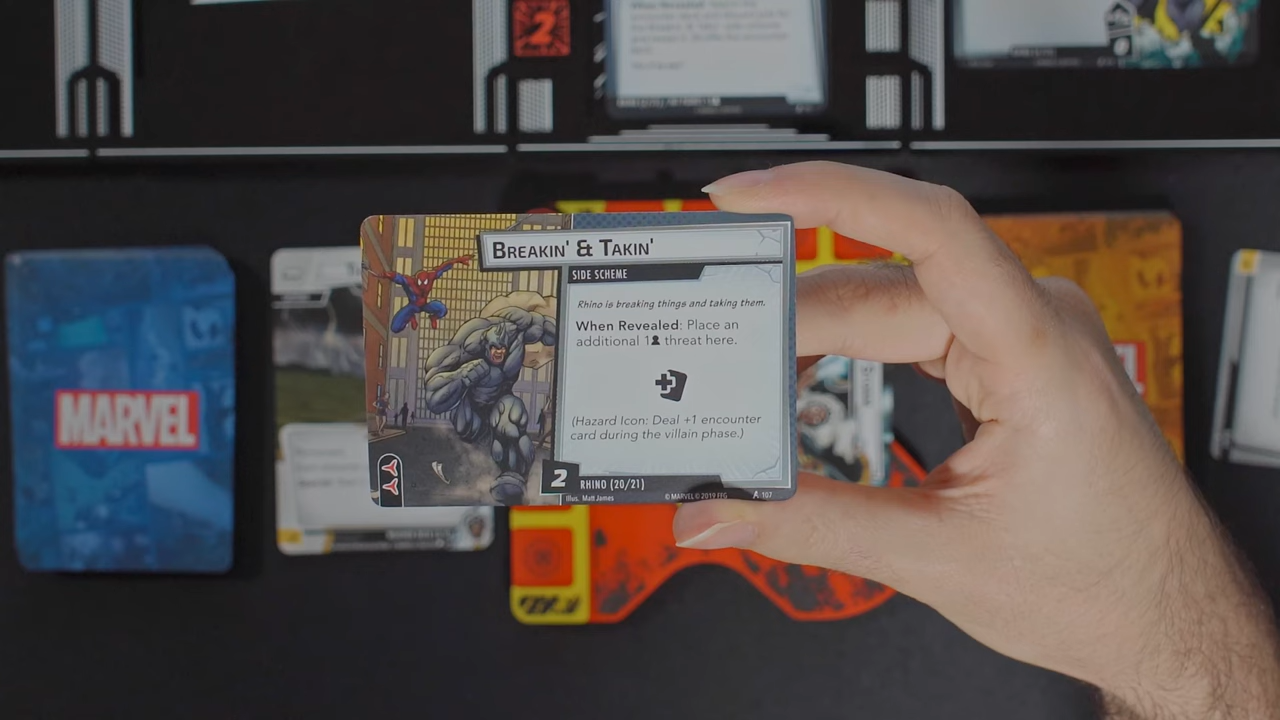 2
BREAKIN' & TAKIN'
SIDE SCHEME
Rhino is breaking things and taking them.
When Revealed: Place an
additional 1 threat here.
(Hazard Icon: Deal +1 encounter
card during the villain phase.)
2
RHINO (20/21)
Illus. Matt James
© MARVEL © 2019 FFG
107
MARVEL